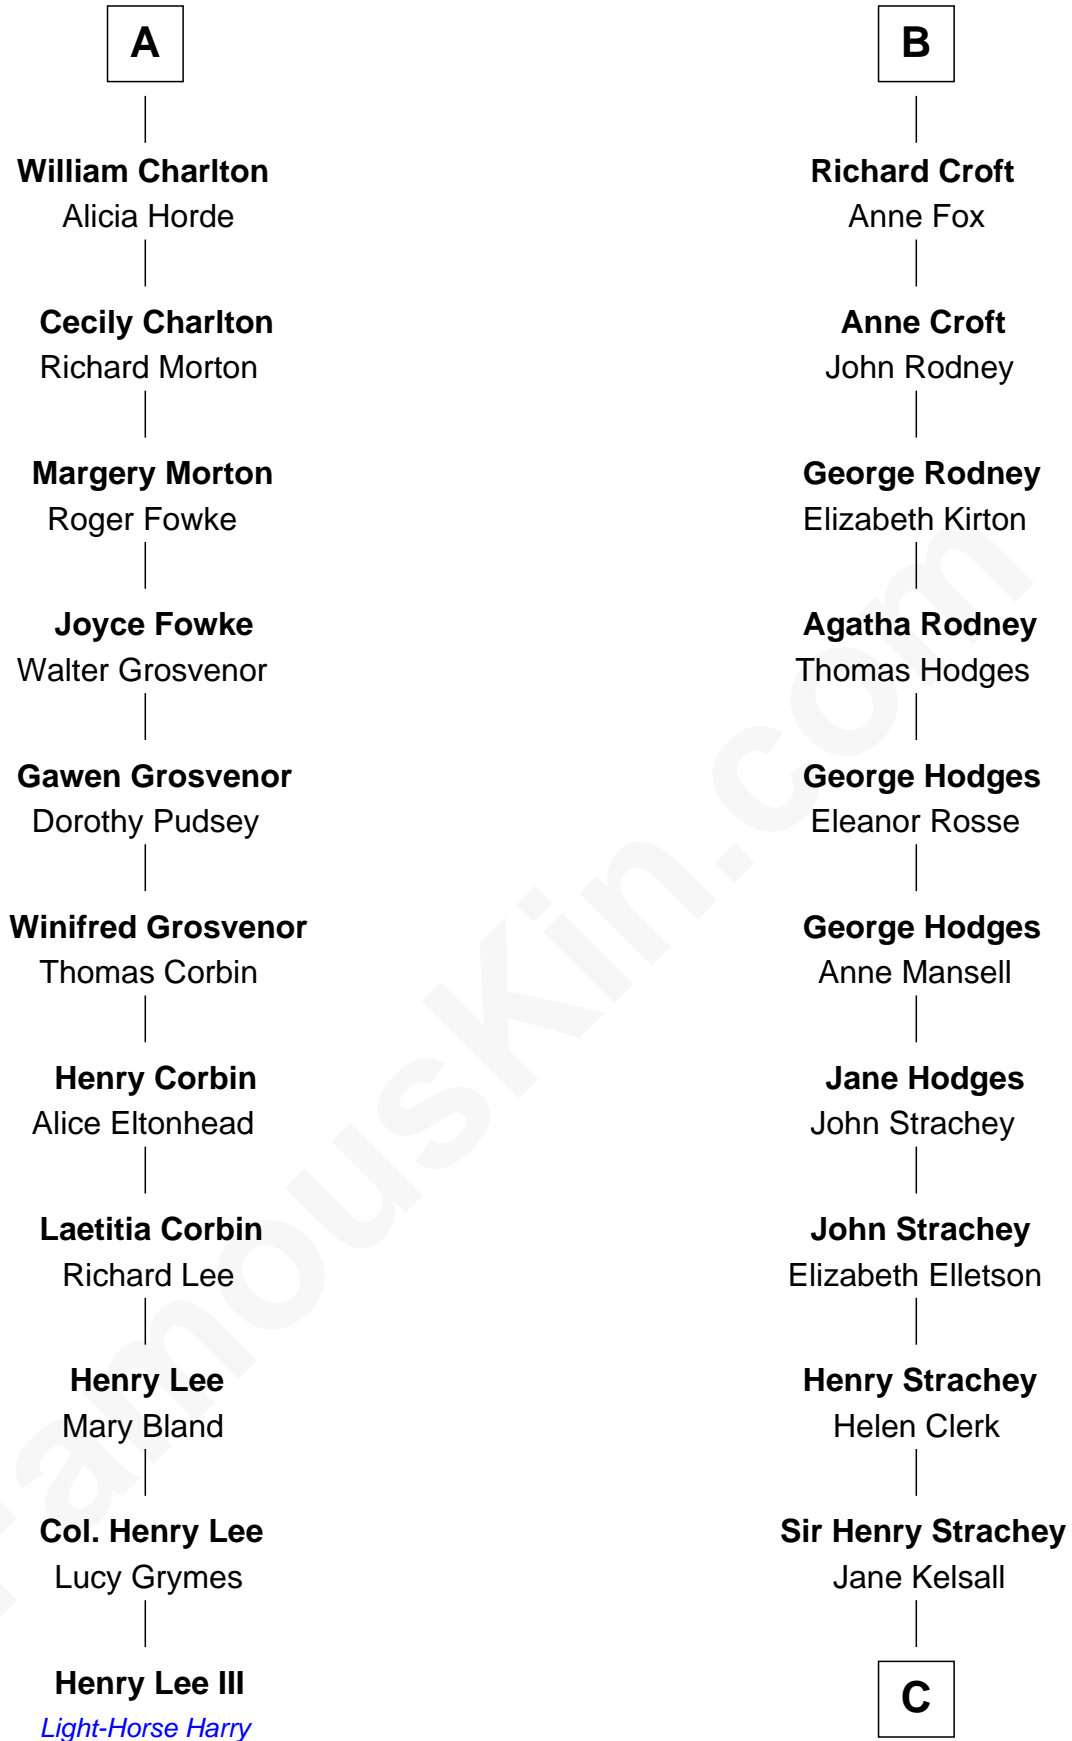 A
William Charlton
Alicia Horde
Cecily Charlton
Richard Morton
Margery Morton
Roger Fowke
Joyce Fowke
Walter Grosvenor
Gawen Grosvenor
Dorothy Pudsey
Winifred Grosvenor
Thomas Corbin
Henry Corbin
Alice Eltonhead
Laetitia Corbin
Richard Lee
Henry Lee
Mary Bland
Col. Henry Lee
Lucy Grymes
Henry Lee III
Light-Horse Harry
B
Richard Croft
Anne Fox
Anne Croft
John Rodney
George Rodney
Elizabeth Kirton
Agatha Rodney
Thomas Hodges
George Hodges
Eleanor Rosse
George Hodges
Anne Mansell
Jane Hodges
John Strachey
John Strachey
Elizabeth Elletson
Henry Strachey
Helen Clerk
Sir Henry Strachey
Jane Kelsall
C
FamousKin.com